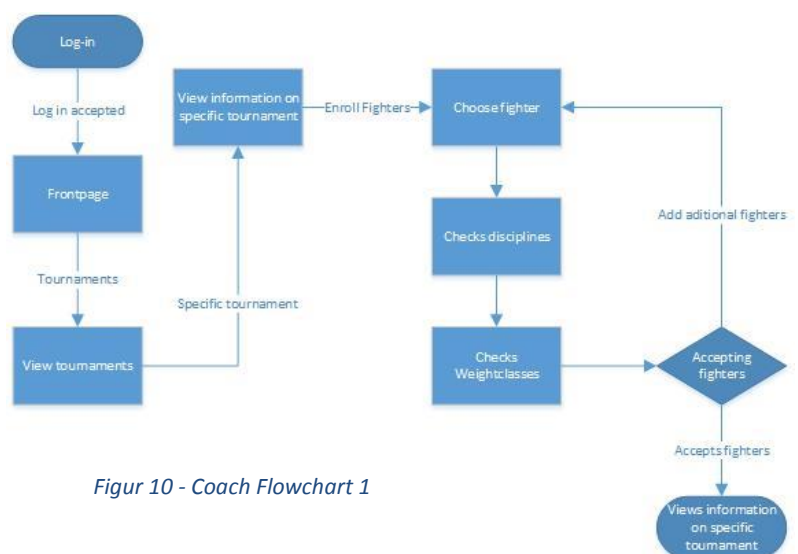 Log-in
Log in accepted
Frontpage
Tournaments
View tournaments
Specific tournament
View information on
specific tournament
Enroll Fighters
Choose fighter
Checks disciplines
Checks
Weightclasses
Accepting
fighters
Add aditional fighters
Accepts fighters
Views information
on specific
tournament
Figur 10 - Coach Flowchart 1